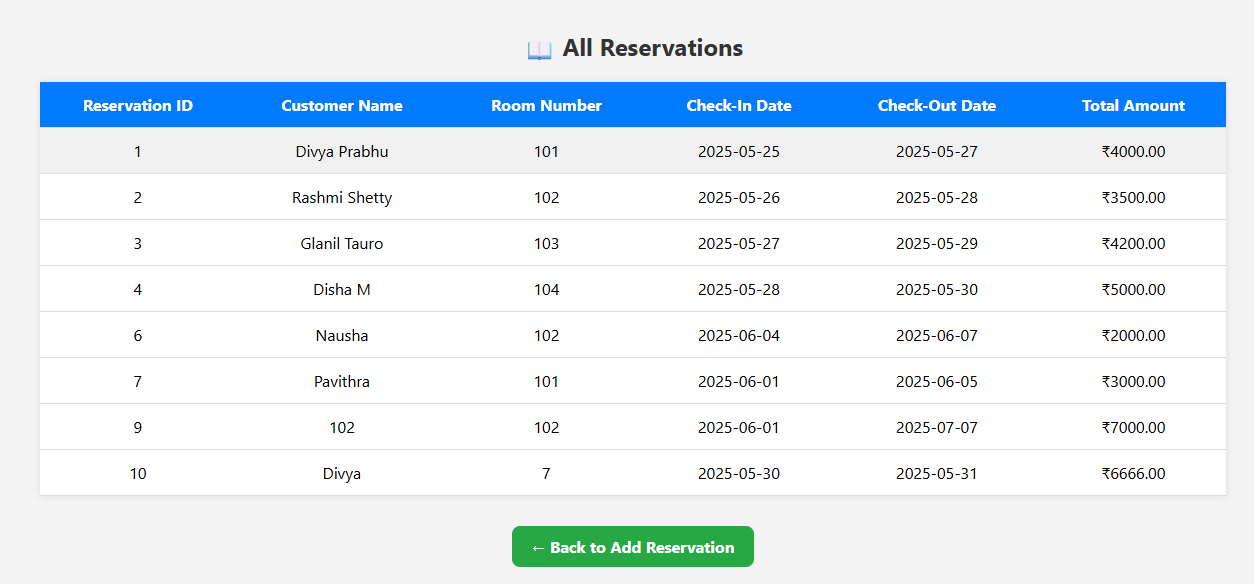 📖 All Reservations
Reservation ID Customer Name Room Number Check-In Date Check-Out Date Total Amount
1 Divya Prabhu 101 2025-05-25 2025-05-27 ₹4000.00
2 Rashmi Shetty 102 2025-05-26 2025-05-28 ₹3500.00
3 Glanil Tauro 103 2025-05-27 2025-05-29 ₹4200.00
4 Disha M 104 2025-05-28 2025-05-30 ₹5000.00
6 Nausha 102 2025-06-04 2025-06-07 ₹2000.00
7 Pavithra 101 2025-06-01 2025-06-05 ₹3000.00
9 102 102 2025-06-01 2025-07-07 ₹7000.00
10 Divya 7 2025-05-30 2025-05-31 ₹6666.00
← Back to Add Reservation